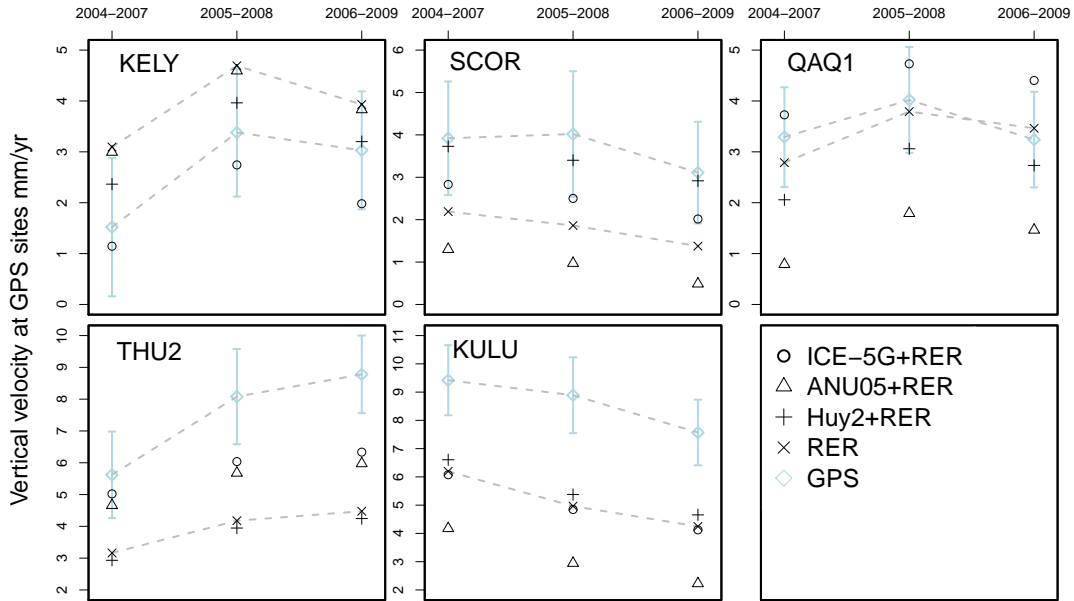 2004−2007 2005−2008 2006−2009 2004−2007 2005−2008 2006−2009 2004−2007 2005−2008 2006−2009
Vertical velocity at GPS sites mm/yr
KELY
0 1 2 3 4 5
SCOR
0 1 2 3 4 5 6
QAQ1
0 1 2 3 4 5
THU2
2 3 4 5 6 7 8 9 10
KULU
2 3 4 5 6 7 8 9 10 11
ICE−5G+RER
ANU05+RER
Huy2+RER
RER
GPS